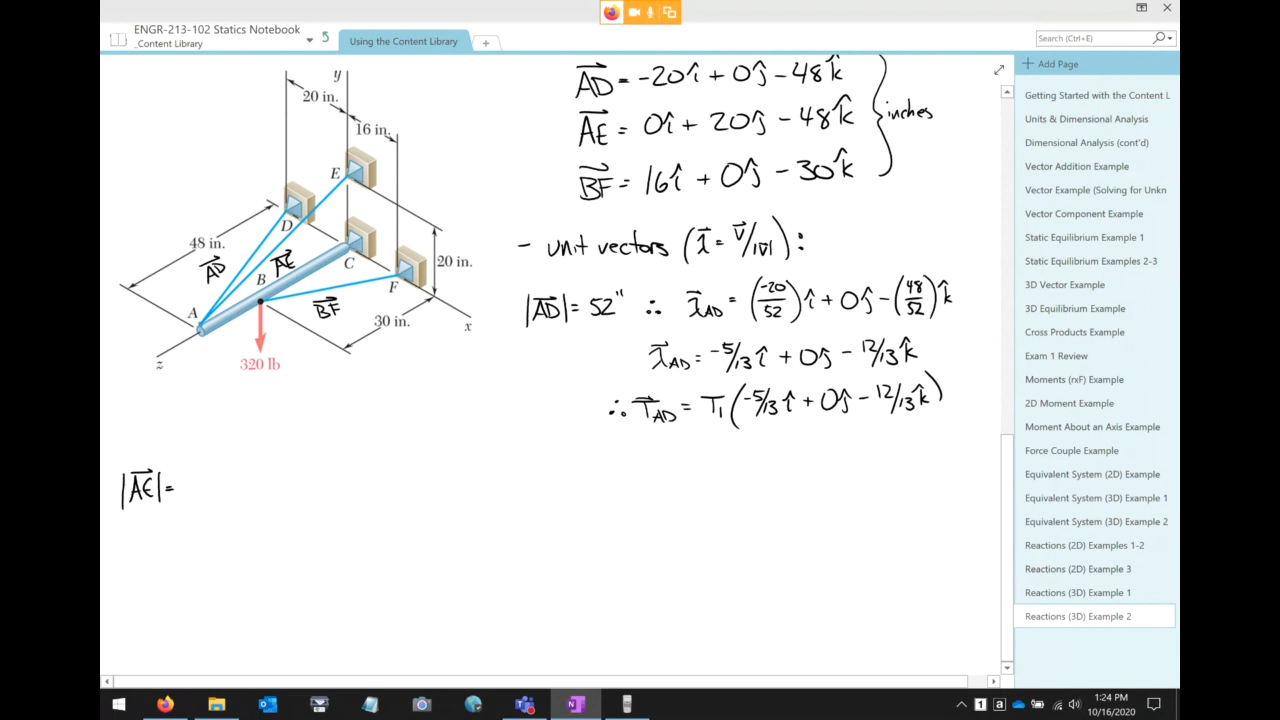 ENGR-213-102 Statics Notebook
_Content Library
Using the Content Library
+
Search (Ctrl+E)
+ Add Page
Getting Started with the Content L
Units & Dimensional Analysis
Dimensional Analysis (cont'd)
Vector Addition Example
Vector Example (Solving for Unkn
Vector Component Example
Static Equilibrium Example 1
Static Equilibrium Examples 2-3
3D Vector Example
3D Equilibrium Example
Cross Products Example
Exam 1 Review
Moments (rxF) Example
2D Moment Example
Moment About an Axis Example
Force Couple Example
Equivalent System (2D) Example
Equivalent System (3D) Example 1
Equivalent System (3D) Example 2
Reactions (2D) Examples 1-2
Reactions (2D) Example 3
Reactions (3D) Example 1
Reactions (3D) Example 2
y
20 in.
16 in.
E
D
48 in.
AD⃗
AE⃗
B
C
20 in.
F
A
BF⃗
30 in.
x
z
320 lb
AD⃗ = -20î + 0ĵ - 48k̂
AE⃗ = 0î + 20ĵ - 48k̂
BF⃗ = 16î + 0ĵ - 30k̂
} inches
- unit vectors (λ⃗ = v⃗/|v|):
|AD⃗| = 52" ∴ λ⃗AD = (-20/52)î + 0ĵ - (48/52)k̂
λ⃗AD = -5/13î + 0ĵ - 12/13k̂
∴ T⃗AD = T₁(-5/13î + 0ĵ - 12/13k̂)
|AE⃗| =
1:24 PM
10/16/2020